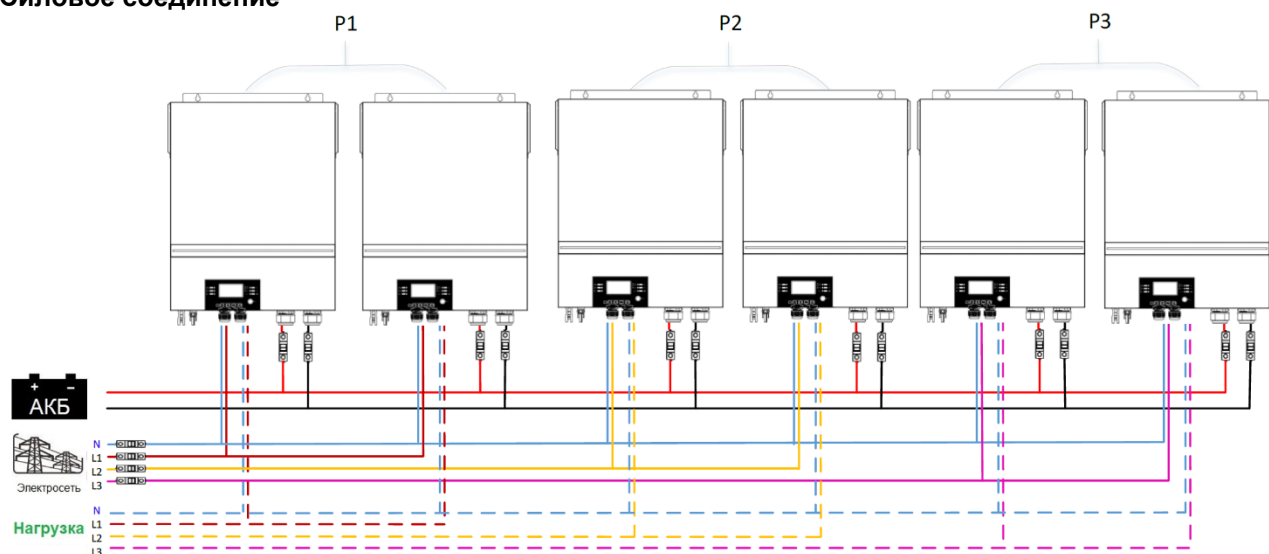 Силовое соединение
P1
P2
P3
+ -
АКБ
N
L1
L2
L3
Электросеть
N
L1
L2
L3
Нагрузка